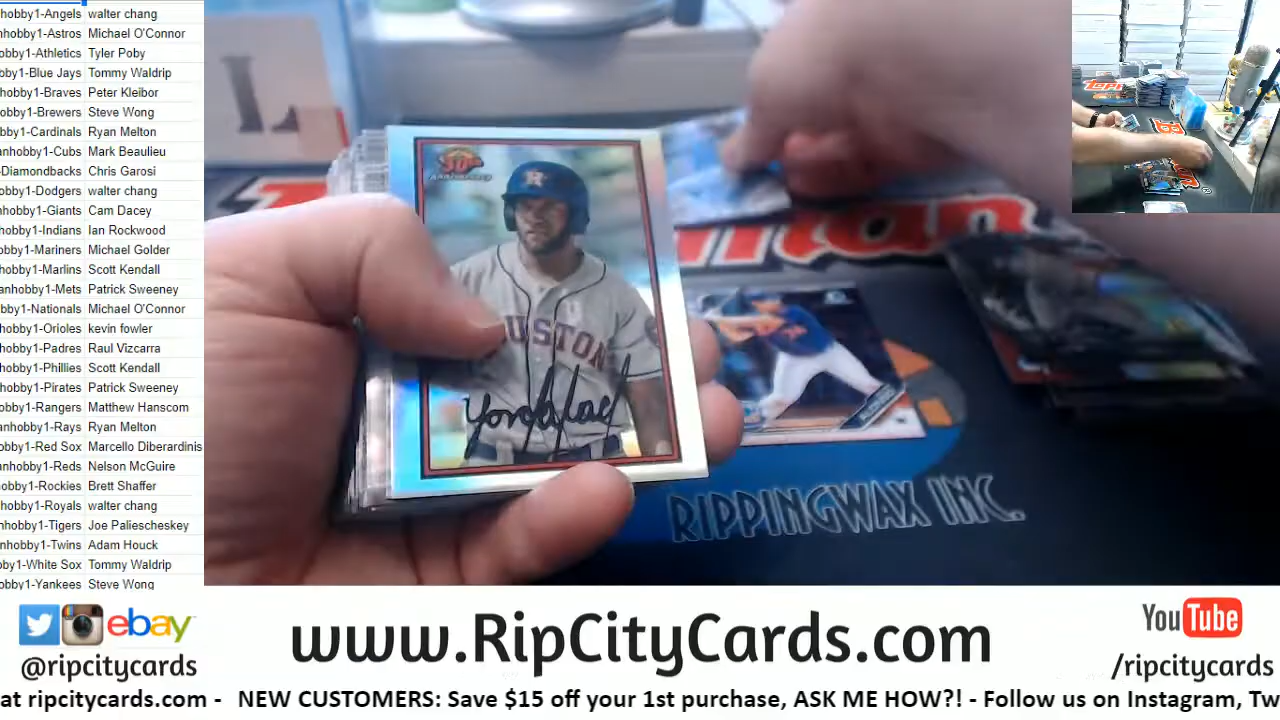 hobby1-Angels walter chang
nhobby1-Astros Michael O'Connor
obby1-Athletics Tyler Poby
obby1-Blue Jays Tommy Waldrip
hobby1-Braves Peter Kleibor
obby1-Brewers Steve Wong
bby1-Cardinals Ryan Melton
anhobby1-Cubs Mark Beaulieu
-Diamondbacks Chris Garosi
hobby1-Dodgers walter chang
nhobby1-Giants Cam Dacey
hobby1-Indians Ian Rockwood
obby1-Mariners Michael Golder
hobby1-Marlins Scott Kendall
anhobby1-Mets Patrick Sweeney
obby1-Nationals Michael O'Connor
hobby1-Orioles kevin fowler
hobby1-Padres Raul Vizcarra
hobby1-Phillies Scott Kendall
hobby1-Pirates Patrick Sweeney
hobby1-Rangers Matthew Hanscom
anhobby1-Rays Ryan Melton
hobby1-Red Sox Marcello Diberardinis
anhobby1-Reds Nelson McGuire
hobby1-Rockies Brett Shaffer
hobby1-Royals walter chang
nhobby1-Tigers Joe Paliescheskey
nhobby1-Twins Adam Houck
bby1-White Sox Tommy Waldrip
obby1-Yankees Steve Wong
30th
Anniversary
HOUSTON
RIPPINGWAX INC.
ebay
@ripcitycards
www.RipCityCards.com
YouTube
/ripcitycards
at ripcitycards.com - NEW CUSTOMERS: Save $15 off your 1st purchase, ASK ME HOW?! - Follow us on Instagram, Tw